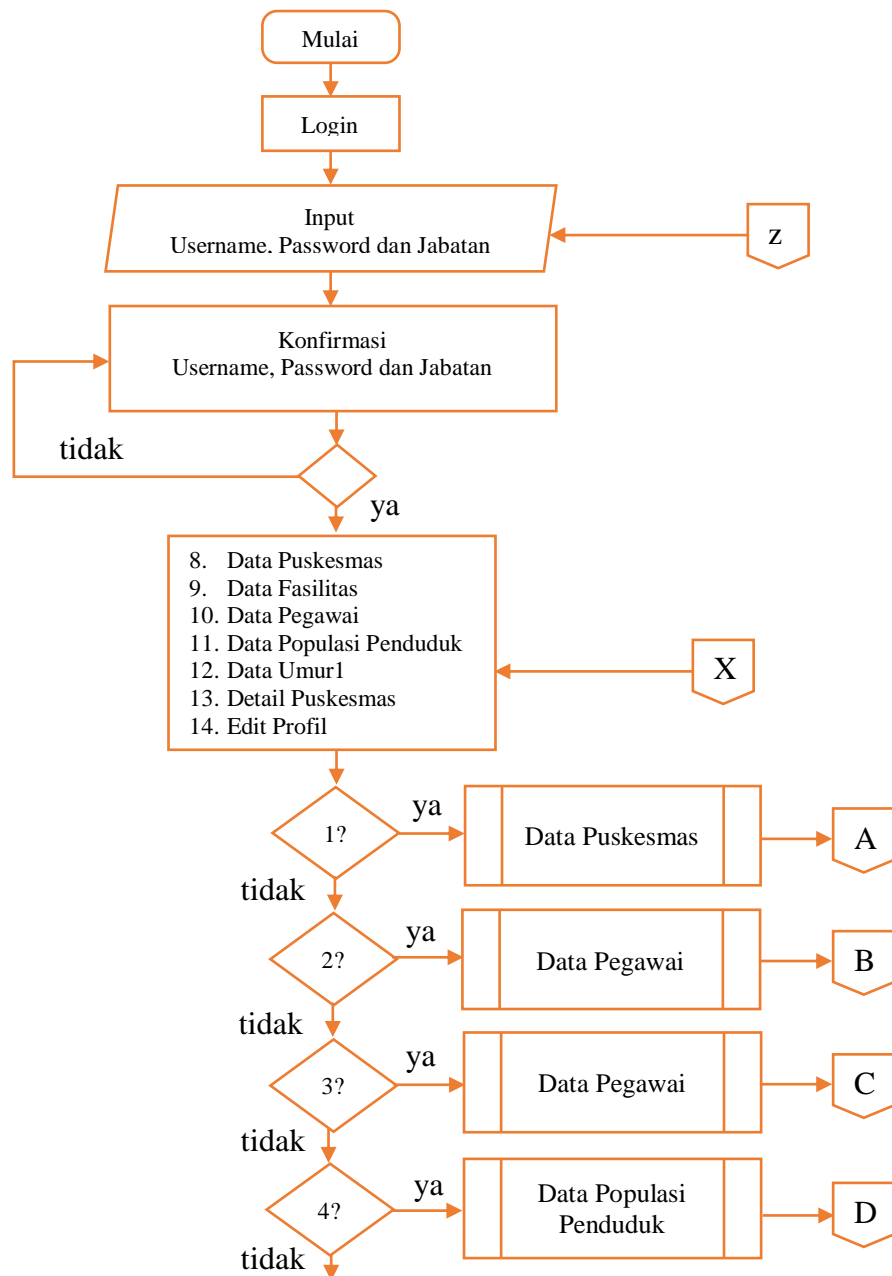 Mulai
Login
Input
Username. Password dan Jabatan
z
Konfirmasi
Username, Password dan Jabatan
tidak
ya
8. Data Puskesmas
9. Data Fasilitas
10. Data Pegawai
11. Data Populasi Penduduk
12. Data Umur1
13. Detail Puskesmas
14. Edit Profil
X
1?
ya
Data Puskesmas
A
tidak
2?
ya
Data Pegawai
B
tidak
3?
ya
Data Pegawai
C
tidak
4?
ya
Data Populasi
Penduduk
D
tidak